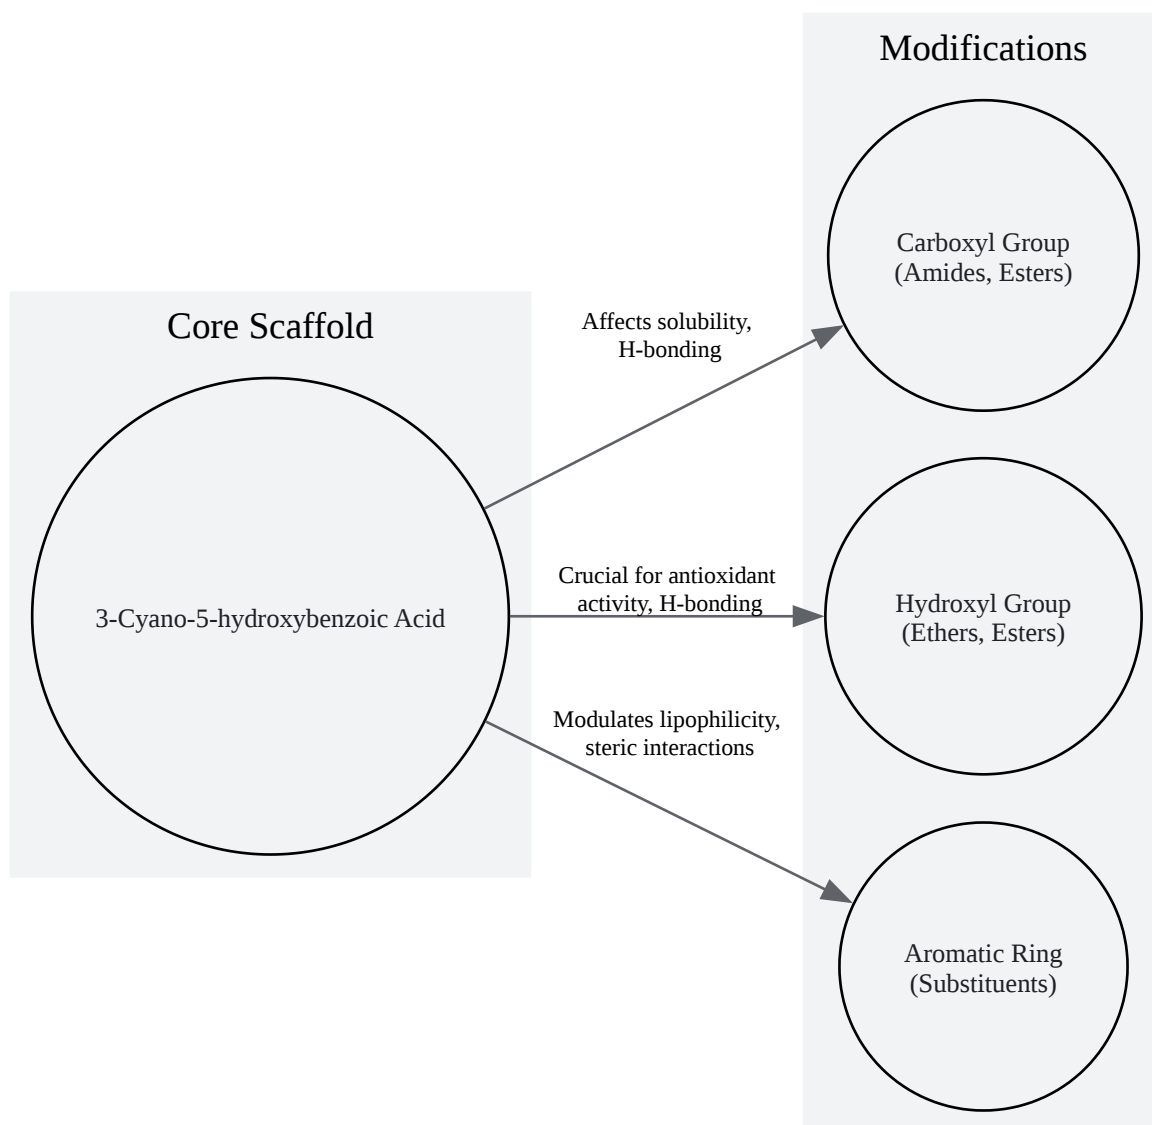 Modifications
Carboxyl Group
(Amides, Esters)
Core Scaffold
Affects solubility,
H-bonding
Crucial for antioxidant
activity, H-bonding
3-Cyano-5-hydroxybenzoic Acid
Hydroxyl Group
(Ethers, Esters)
Modulates lipophilicity,
steric interactions
Aromatic Ring
(Substituents)